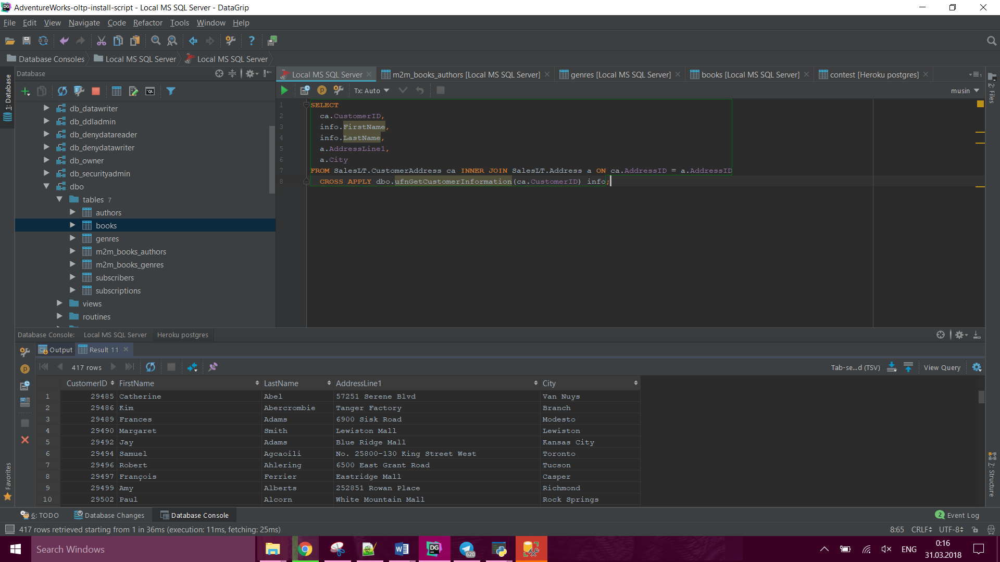 AdventureWorks-oltp-install-script - Local MS SQL Server - DataGrip
File Edit View Navigate Code Refactor Tools Window Help
Database Consoles Local MS SQL Server Local MS SQL Server
Database
Local MS SQL Server m2m_books_authors [Local MS SQL Server] genres [Local MS SQL Server] books [Local MS SQL Server] contest [Heroku postgres]
Tx: Auto musin
1: Database
2: Files
db_datawriter
db_ddladmin
db_denydatareader
db_denydatawriter
db_owner
db_securityadmin
dbo
tables 7
authors
books
genres
m2m_books_authors
m2m_books_genres
subscribers
subscriptions
views
routines
1 SELECT
2 ca.CustomerID,
3 info.FirstName,
4 info.LastName,
5 a.AddressLine1,
6 a.City
7 FROM SalesLT.CustomerAddress ca INNER JOIN SalesLT.Address a ON ca.AddressID = a.AddressID
8 CROSS APPLY dbo.ufnGetCustomerInformation(ca.CustomerID) info;
Database Console: Local MS SQL Server Heroku postgres
Output Result 11
417 rows Tab-se...d (TSV) View Query
CustomerID FirstName LastName AddressLine1 City
1 29485 Catherine Abel 57251 Serene Blvd Van Nuys
2 29486 Kim Abercrombie Tanger Factory Branch
3 29489 Frances Adams 6900 Sisk Road Modesto
4 29490 Margaret Smith Lewiston Mall Lewiston
5 29492 Jay Adams Blue Ridge Mall Kansas City
6 29494 Samuel Agcaoili No. 25800-130 King Street West Toronto
7 29496 Robert Ahlering 6500 East Grant Road Tucson
8 29497 François Ferrier Eastridge Mall Casper
9 29499 Amy Alberts 252851 Rowan Place Richmond
10 29502 Paul Alcorn White Mountain Mall Rock Springs
Favorites
7: Structure
6: TODO Database Changes Database Console 2 Event Log
417 rows retrieved starting from 1 in 36ms (execution: 11ms, fetching: 25ms) 8:65 CRLF UTF-8
Search Windows
DG
620
ENG
0:16
31.03.2018